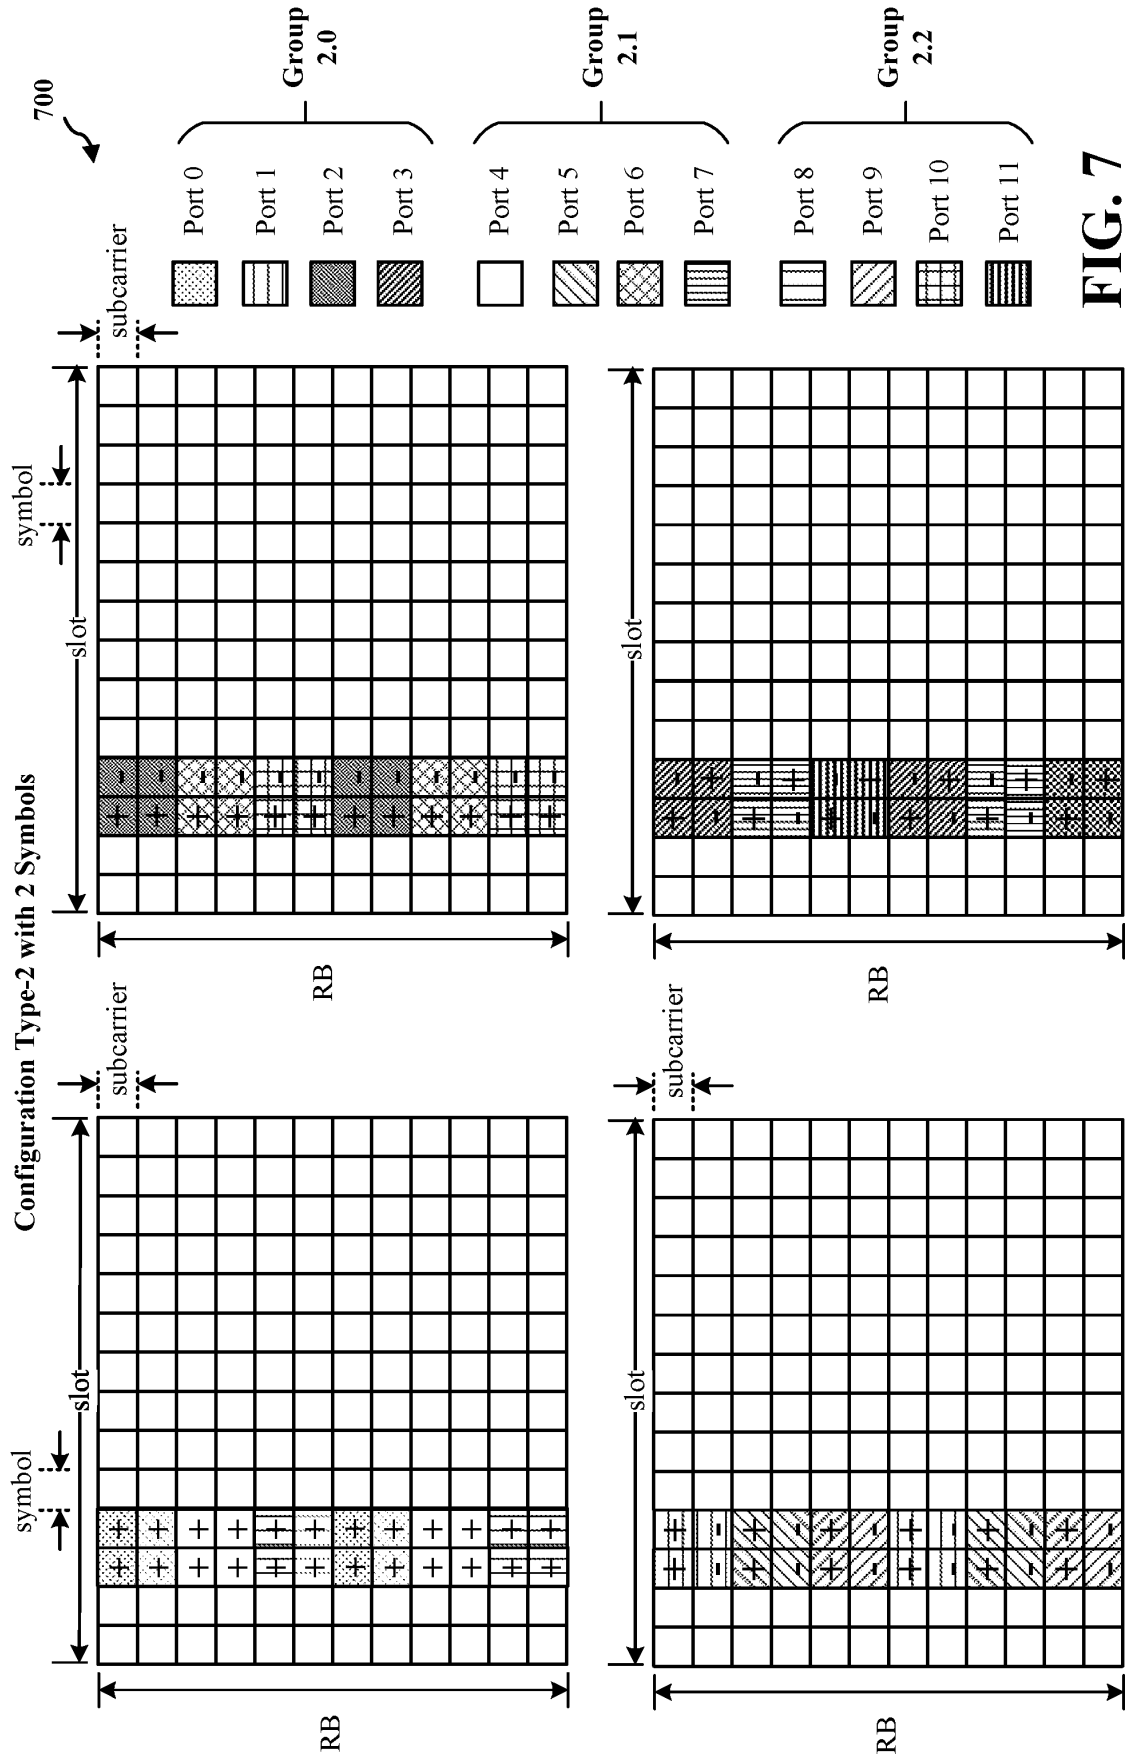 Configuration Type-2 with 2 Symbols
700
symbol
symbol
slot
slot
subcarrier
subcarrier
RB
RB
Port 0
Port 1
Port 2
Port 3
Group
2.0
Port 4
Port 5
Port 6
Port 7
Group
2.1
slot
slot
subcarrier
RB
RB
Port 8
Port 9
Port 10
Port 11
Group
2.2
FIG. 7